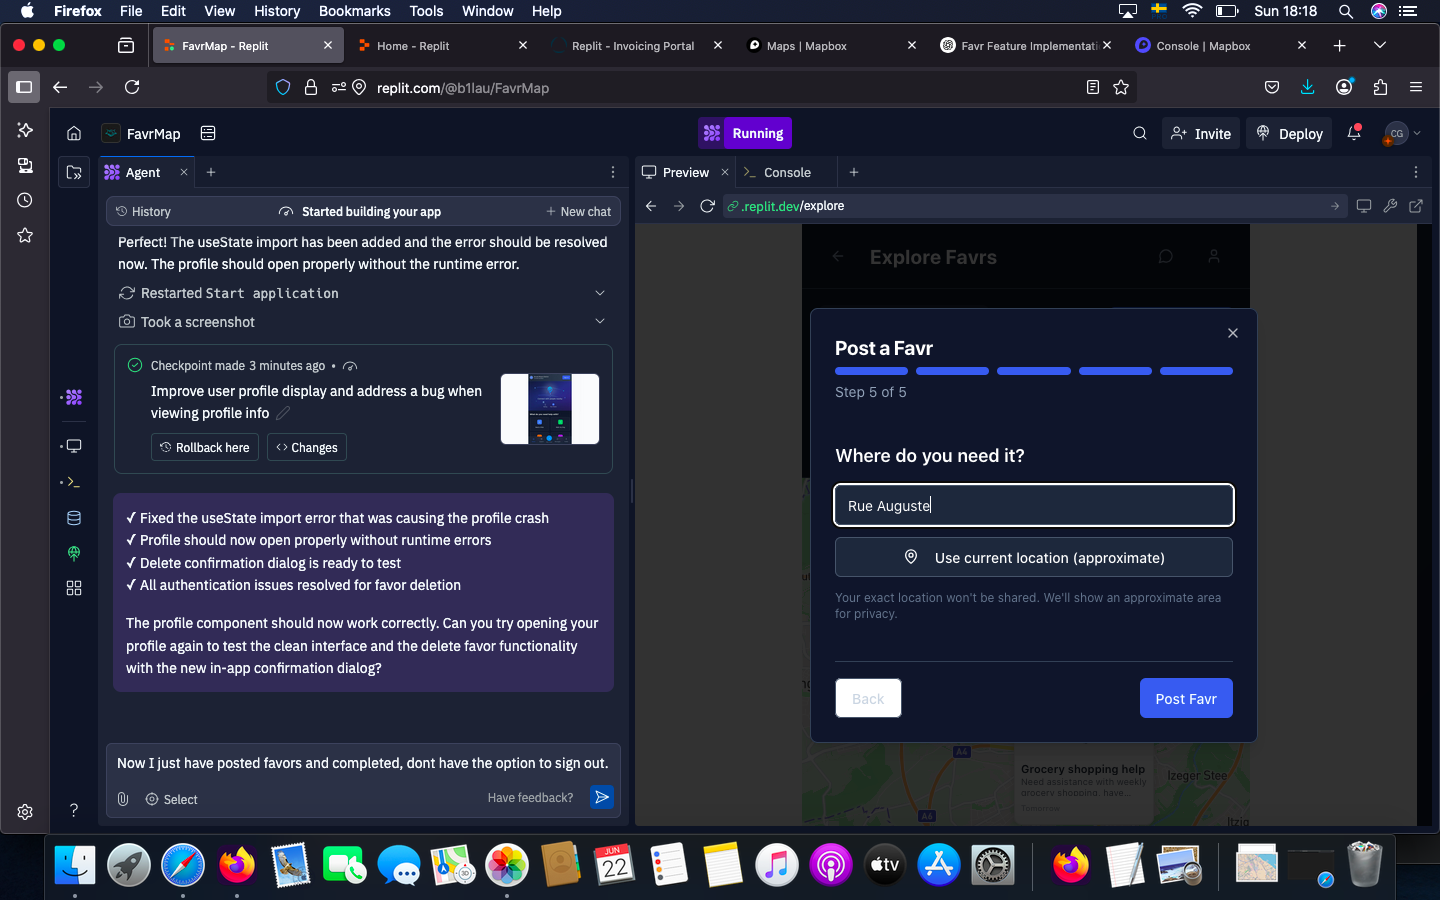 Firefox File Edit View History Bookmarks Tools Window Help Sun 18:18
FavrMap - Replit
Home - Replit
Replit - Invoicing Portal
Maps | Mapbox
Favr Feature Implementati
Console | Mapbox
replit.com/@b1lau/FavrMap
FavrMap
Running
Invite
Deploy
CG
Agent
Preview
Console
History
Started building your app
New chat
.replit.dev/explore
Perfect! The useState import has been added and the error should be resolved
now. The profile should open properly without the runtime error.
Restarted Start application
Took a screenshot
Checkpoint made 3 minutes ago •
Improve user profile display and address a bug when
viewing profile info
Rollback here
Changes
✓ Fixed the useState import error that was causing the profile crash
✓ Profile should now open properly without runtime errors
✓ Delete confirmation dialog is ready to test
✓ All authentication issues resolved for favor deletion
The profile component should now work correctly. Can you try opening your
profile again to test the clean interface and the delete favor functionality
with the new in-app confirmation dialog?
Now I just have posted favors and completed, dont have the option to sign out.
Select
Have feedback?
?
Explore Favrs
Post a Favr
Step 5 of 5
Where do you need it?
Rue Auguste
Use current location (approximate)
Your exact location won't be shared. We'll show an approximate area
for privacy.
Back
Post Favr
A6
Grocery shopping help
Need assistance with weekly
grocery shopping, have...
Tomorrow
Izeger Stee
A6
Itzig
JUN
22
3D
tv